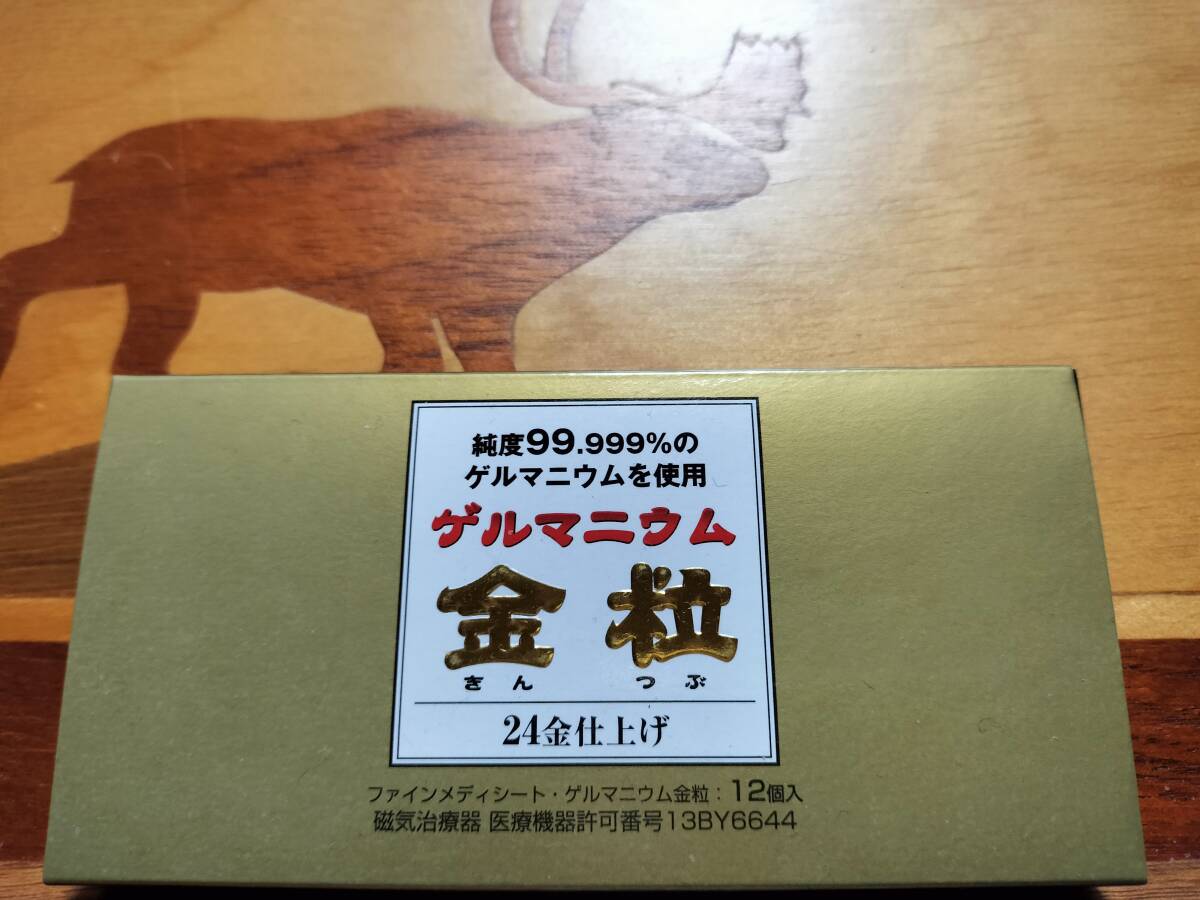 純度99.999%の
ゲルマニウムを使用
ゲルマニウム
金粒
きん つぶ
24金仕上げ
ファインメディシート・ゲルマニウム金粒：12個入
磁気治療器 医療機器許可番号13BY6644